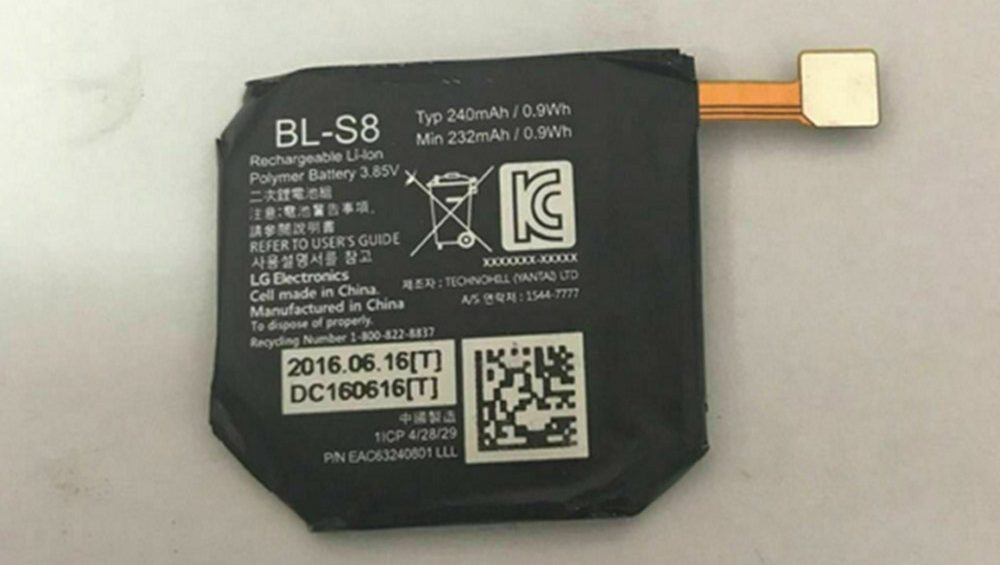 BL-S8
Typ 240mAh / 0.9Wh
Min 232mAh / 0.9Wh
Rechargeable Li-Ion
Polymer Battery 3.85V
二次鋰電池組
注意:電池警告事項,
請參閱說明書
REFER TO USER'S GUIDE
사용설명서를 참고
LG Electronics
Cell made in China.
Manufactured in China
To dispose of properly.
Recycling Number 1-800-822-8837
XXXXXXX-XXXXX
제조자 : TECHNOHILL (YANTAI) LTD
A/S 연락처 : 1544-7777
2016.06.16[T]
DC160616[T]
中國製造
1ICP 4/28/29
P/N EAC63240801 LLL